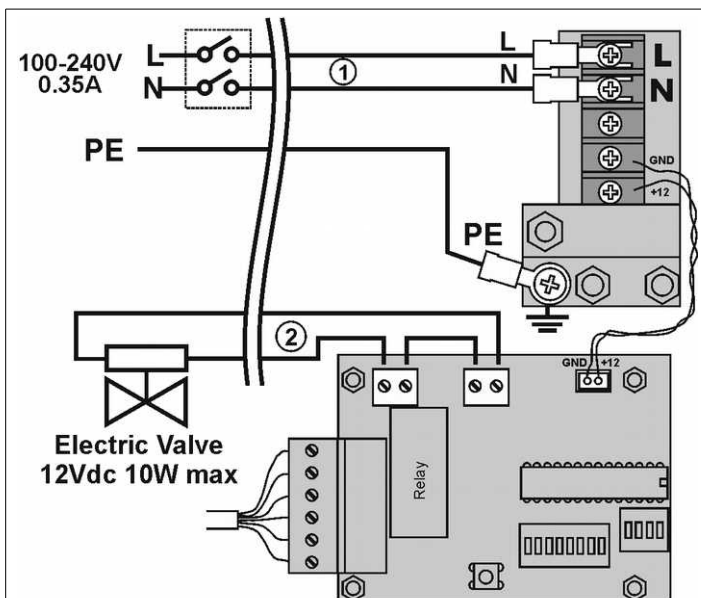 100-240V
0.35A
L
N
1
L
N
L
N
PE
GND
+12
PE
2
GND
+12
Electric Valve
12Vdc 10W max
Relay